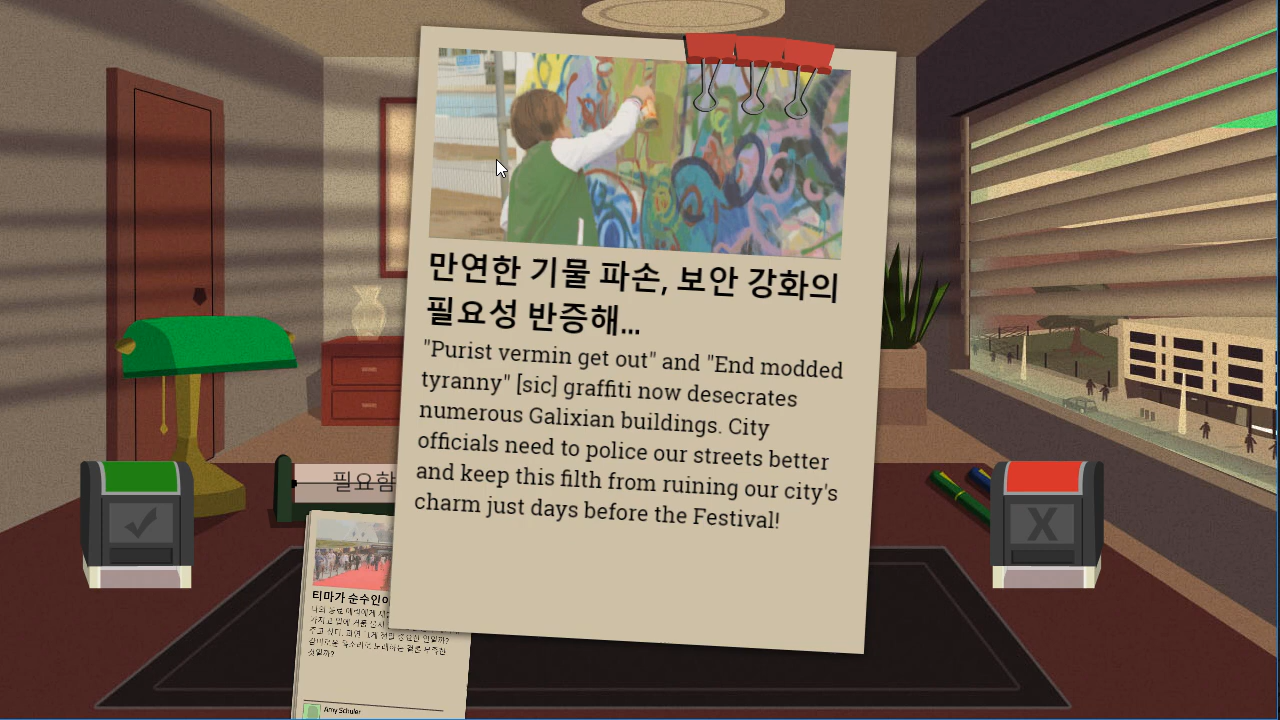 만연한 기물 파손, 보안 강화의
필요성 반증해...
"Purist vermin get out" and "End modded
tyranny" [sic] graffiti now desecrates
numerous Galixian buildings. City
officials need to police our streets better
and keep this filth from ruining our city's
charm just days before the Festival!
필요함
티마가 순수인이
Amy Schuler
X